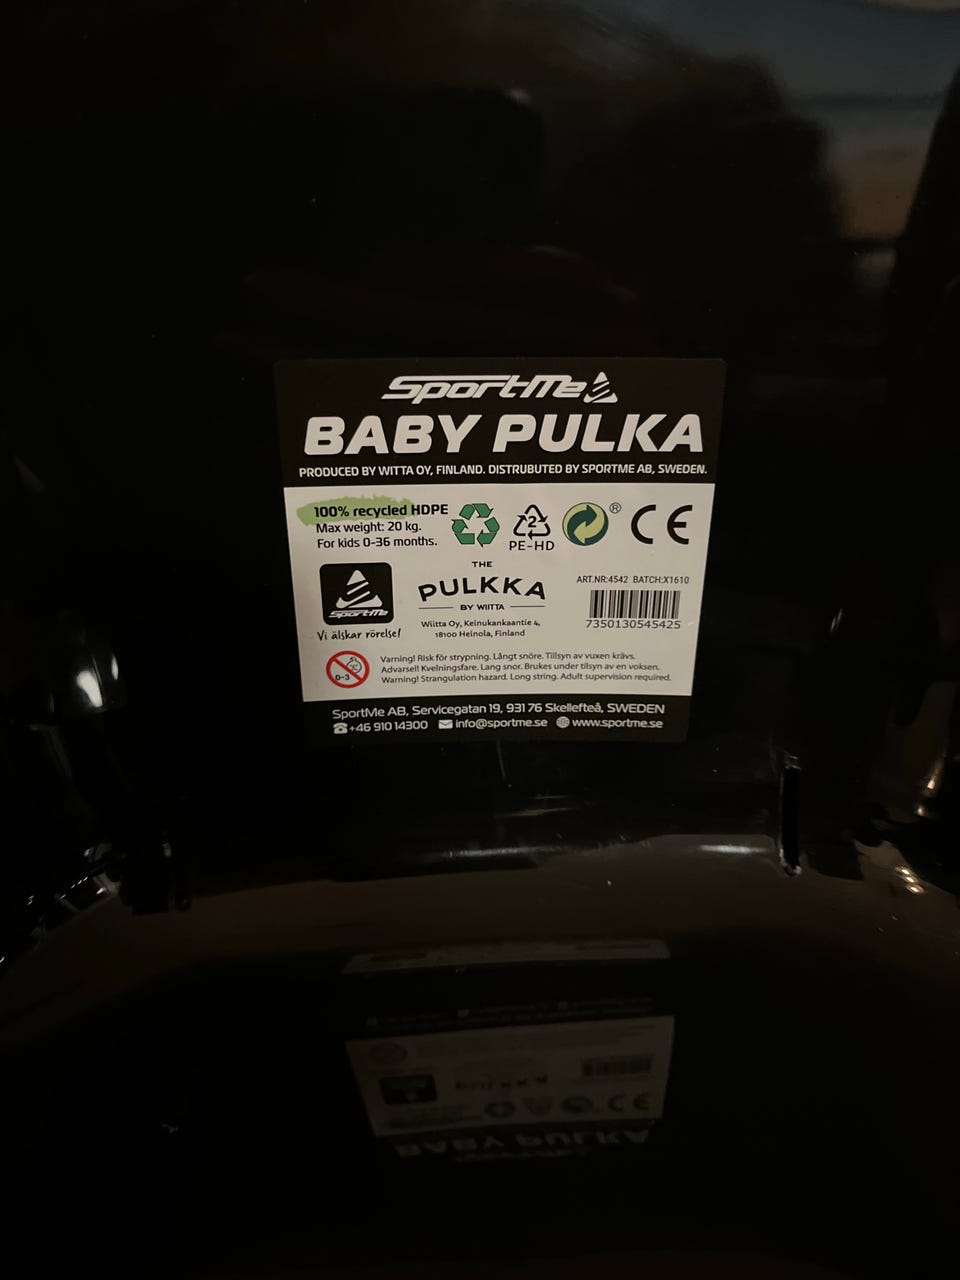 SportMe
BABY PULKA
PRODUCED BY WITTA OY, FINLAND. DISTRUBUTED BY SPORTME AB, SWEDEN.
100% recycled HDPE
Max weight: 20 kg.
For kids 0-36 months.
2
PE-HD
®
CE
THE
PULKKA
BY WIITTA
Wiitta Oy, Keinukankaantie 4,
18100 Heinola, Finland
ART.NR:4542 BATCH:X1610
7350130545425
SportMe
Vi älskar rörelse!
0-3
Varning! Risk för strypning. Långt snöre. Tillsyn av vuxen krävs.
Advarsel! Kvelningsfare. Lang snor. Brukes under tilsyn av en voksen.
Warning! Strangulation hazard. Long string. Adult supervision required.
SportMe AB, Servicegatan 19, 931 76 Skellefteå, SWEDEN
+46 910 14300 info@sportme.se www.sportme.se